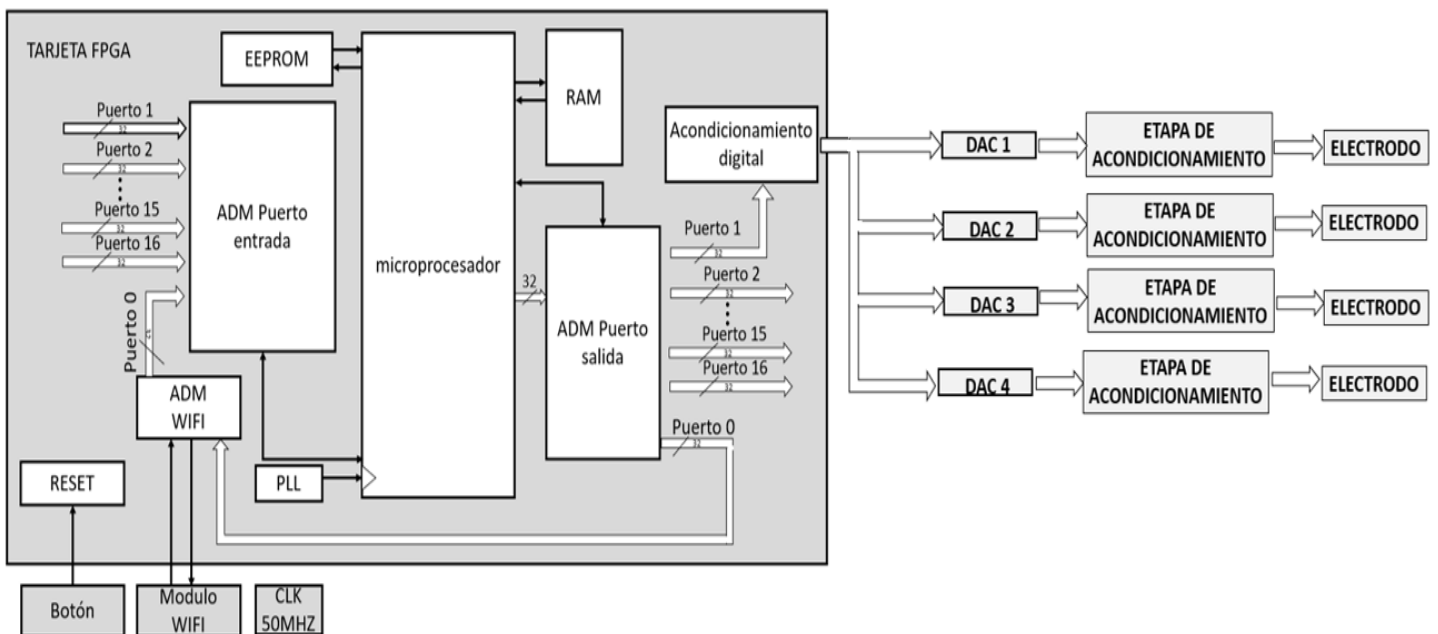 TARJETA FPGA
EEPROM
Puerto 1
32
Puerto 2
32
Puerto 15
32
Puerto 16
32
Puerto 0
32
ADM Puerto
entrada
ADM
WIFI
RESET
PLL
microprocesador
RAM
32
ADM Puerto
salida
Acondicionamiento
digital
Puerto 1
32
Puerto 2
32
Puerto 15
32
Puerto 16
32
Puerto 0
32
Botón
Modulo
WIFI
CLK
50MHZ
DAC 1
ETAPA DE
ACONDICIONAMIENTO
ELECTRODO
DAC 2
ETAPA DE
ACONDICIONAMIENTO
ELECTRODO
DAC 3
ETAPA DE
ACONDICIONAMIENTO
ELECTRODO
DAC 4
ETAPA DE
ACONDICIONAMIENTO
ELECTRODO